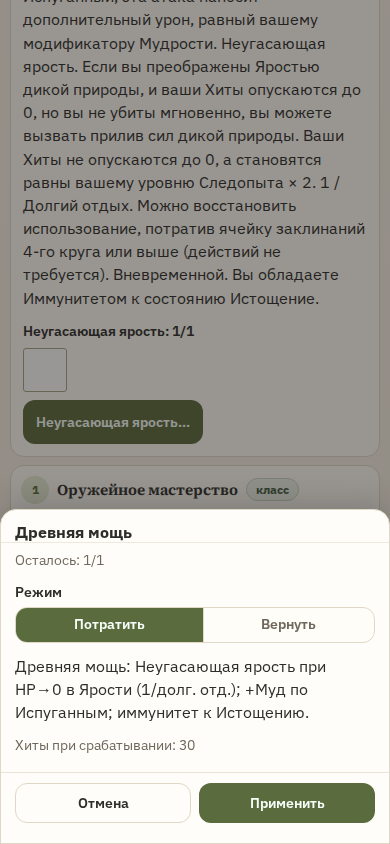 дополнительный урон, равный вашему
модификатору Мудрости. Неугасающая
ярость. Если вы преображены Яростью
дикой природы, и ваши Хиты опускаются до
0, но вы не убиты мгновенно, вы можете
вызвать прилив сил дикой природы. Ваши
Хиты не опускаются до 0, а становятся
равны вашему уровню Следопыта × 2. 1 /
Долгий отдых. Можно восстановить
использование, потратив ячейку заклинаний
4-го круга или выше (действий не
требуется). Вневременной. Вы обладаете
Иммунитетом к состоянию Истощение.
Неугасающая ярость: 1/1
Неугасающая ярость...
1 Оружейное мастерство класс
Древняя мощь
Осталось: 1/1
Режим
Потратить Вернуть
Древняя мощь: Неугасающая ярость при
HP→0 в Ярости (1/долг. отд.); +Муд по
Испуганным; иммунитет к Истощению.
Хиты при срабатывании: 30
Отмена Применить